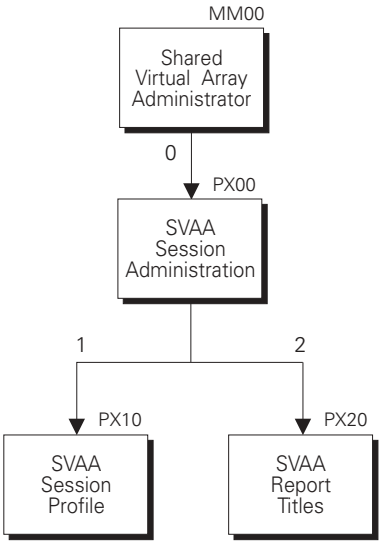 MM00
Shared
Virtual Array
Administrator
0
PX00
SVAA
Session
Administration
1
2
PX10
SVAA
Session
Profile
PX20
SVAA
Report
Titles